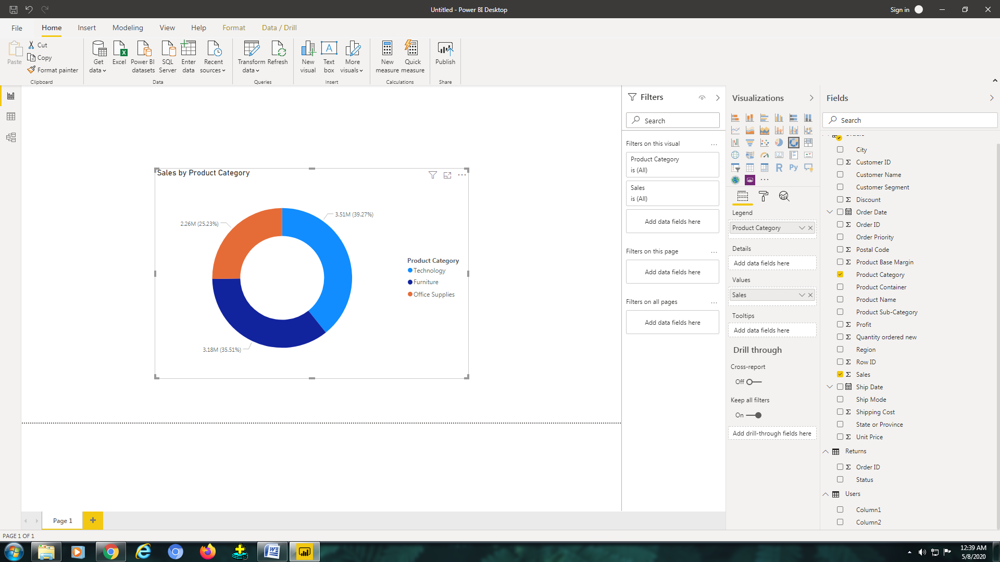 Untitled - Power BI Desktop
Sign in
File
Home
Insert
Modeling
View
Help
Format
Data / Drill
Paste
Cut
Copy
Format painter
Clipboard
Get data
Excel
Power BI datasets
SQL Server
Enter data
Recent sources
Data
Transform data
Refresh
Queries
New visual
Text box
More visuals
Insert
New measure
Quick measure
Calculations
Publish
Share
Sales by Product Category
3.51M (39.27%)
2.26M (25.23%)
3.18M (35.51%)
Product Category
Technology
Furniture
Office Supplies
Filters
Search
Filters on this visual
Product Category
is (All)
Sales
is (All)
Add data fields here
Filters on this page
Add data fields here
Filters on all pages
Add data fields here
Visualizations
123
R
Py
Legend
Product Category
Details
Add data fields here
Values
Sales
Tooltips
Add data fields here
Drill through
Cross-report
Off
Keep all filters
On
Add drill-through fields here
Fields
Search
City
Customer ID
Customer Name
Customer Segment
Discount
Order Date
Order ID
Order Priority
Postal Code
Product Base Margin
Product Category
Product Container
Product Name
Product Sub-Category
Profit
Quantity ordered new
Region
Row ID
Sales
Ship Date
Ship Mode
Shipping Cost
State or Province
Unit Price
Returns
Order ID
Status
Users
Column1
Column2
Page 1
PAGE 1 OF 1
12:39 AM
5/8/2020